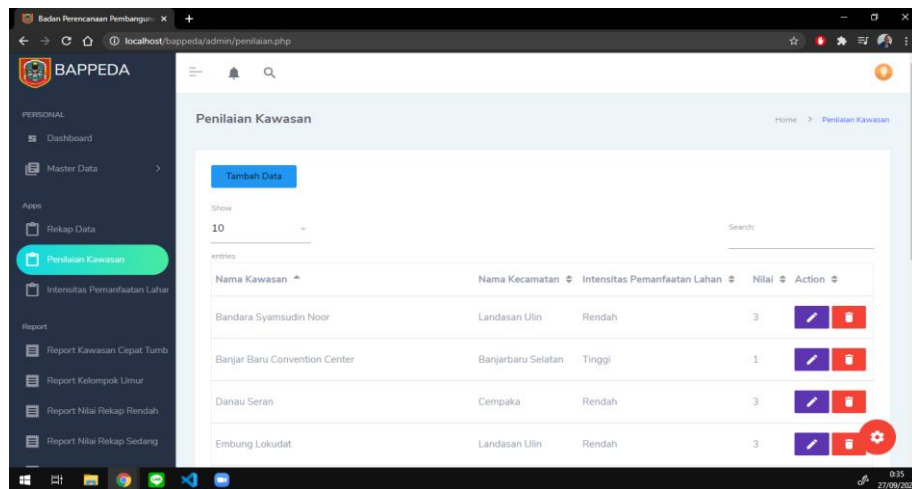 Badan Perencanaan Pembangun
localhost/bappeda/admin/penilaian.php
BAPPEDA
PERSONAL
Dashboard
Master Data
Apps
Rekap Data
Penilaian Kawasan
Intensitas Pemanfaatan Lahar
Report
Report Kawasan Cepat Tumb
Report Kelompok Umur
Report Nilai Rekap Rendah
Report Nilai Rekap Sedang
Penilaian Kawasan
Home > Penilaian Kawasan
Tambah Data
Show
10
entries
Search:
Nama Kawasan Nama Kecamatan Intensitas Pemanfaatan Lahan Nilai Action
Bandara Syamsudin Noor Landasan Ulin Rendah 3
Banjar Baru Convention Center Banjarbaru Selatan Tinggi 1
Danau Seran Cempaka Rendah 3
Embung Lokudat Landasan Ulin Rendah 3
0:35
27/09/202